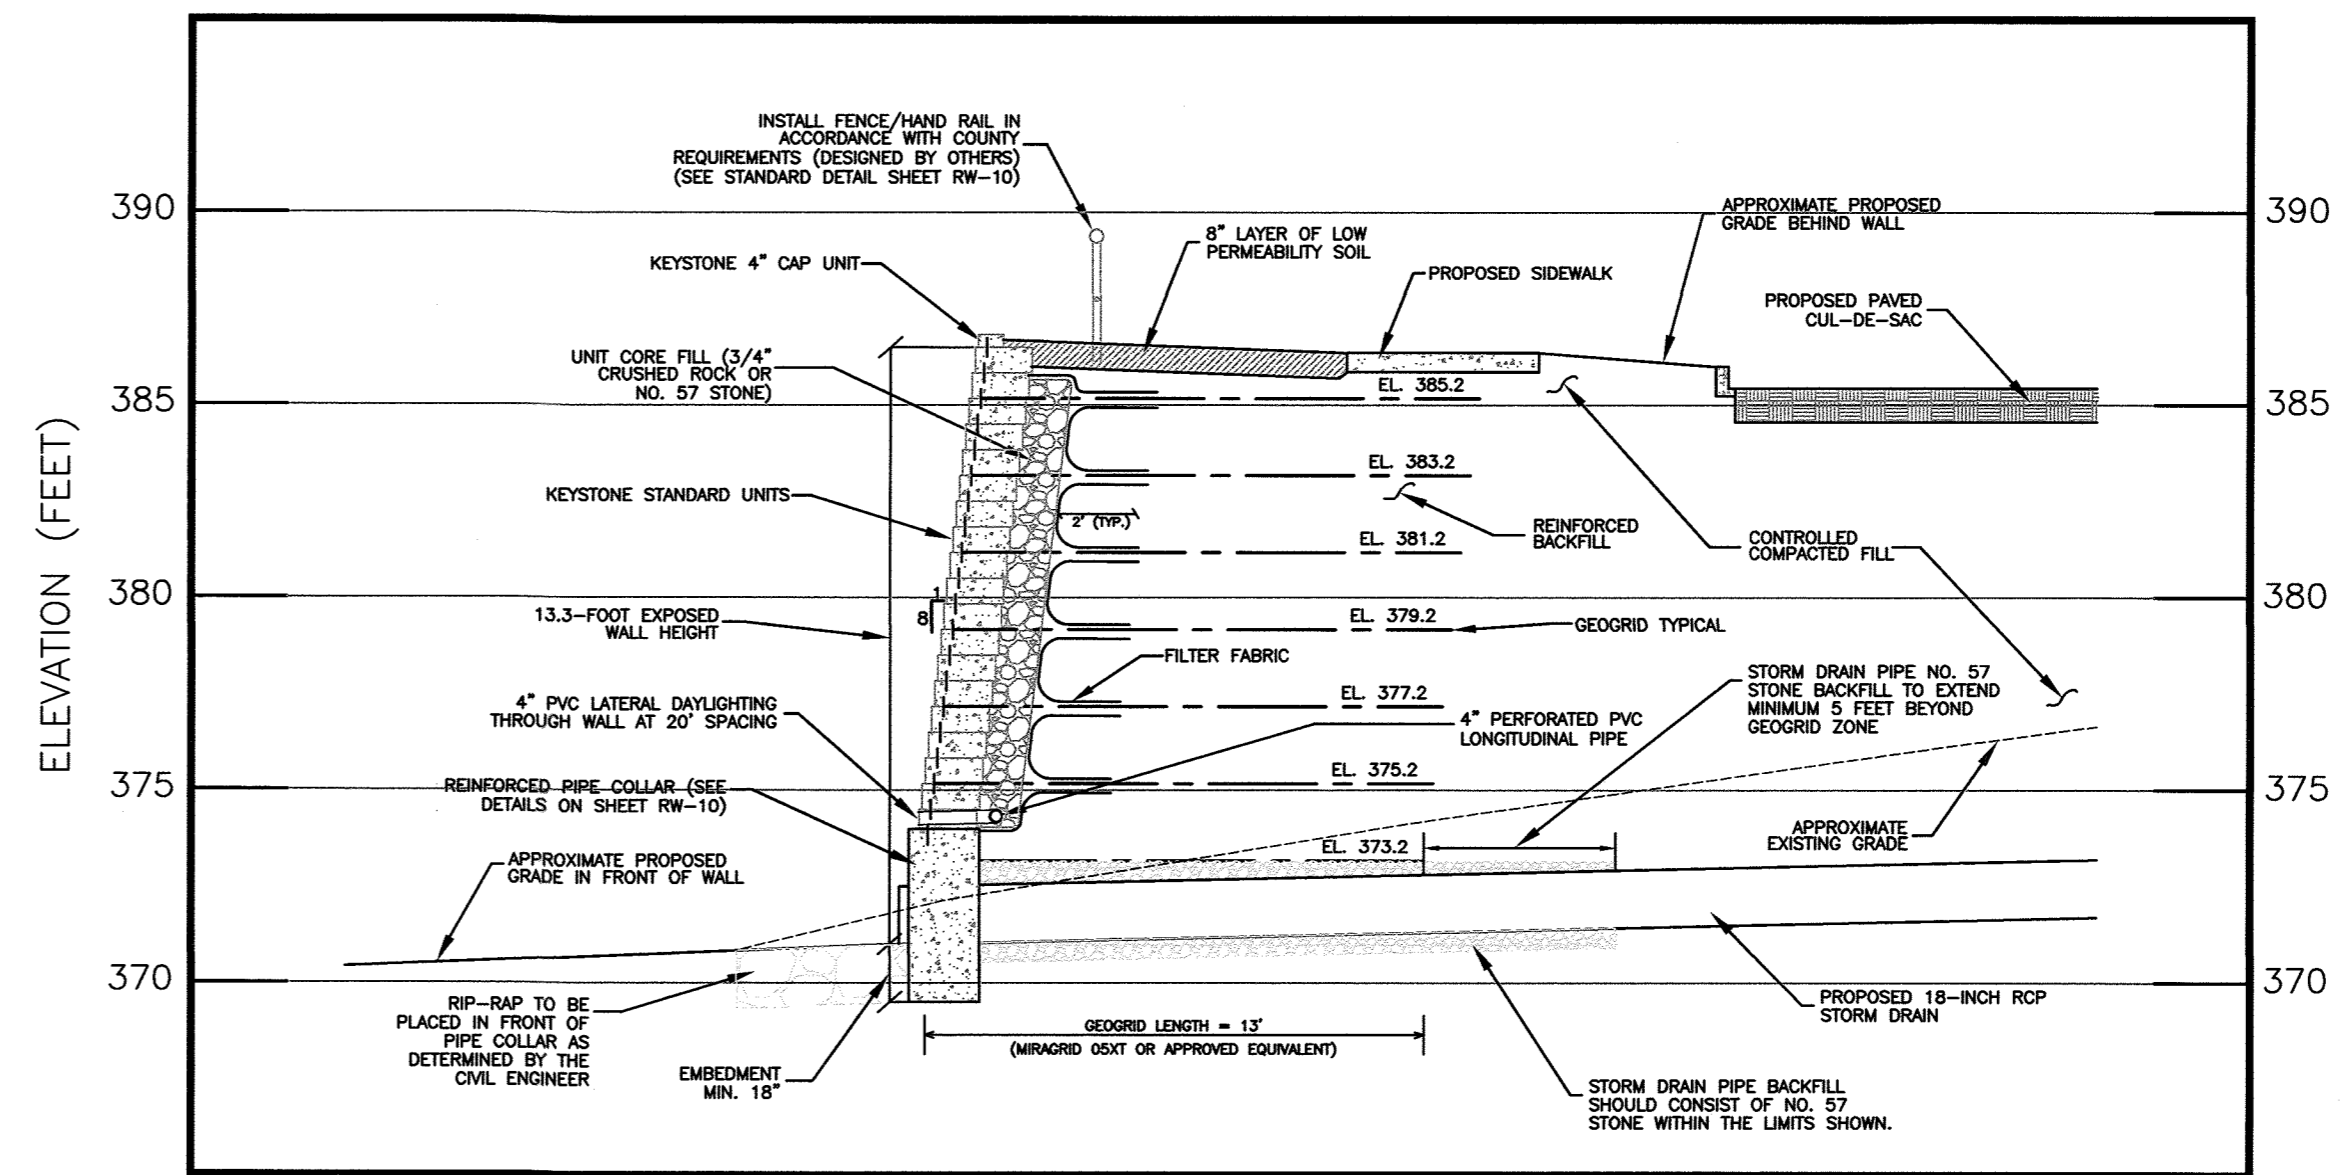 INSTALL FENCE/HAND RAIL IN
ACCORDANCE WITH COUNTY
REQUIREMENTS (DESIGNED BY OTHERS)
(SEE STANDARD DETAIL SHEET RW-10)
390
390
APPROXIMATE PROPOSED
GRADE BEHIND WALL
8" LAYER OF LOW
PERMEABILITY SOIL
KEYSTONE 4" CAP UNIT
PROPOSED SIDEWALK
PROPOSED PAVED
CUL-DE-SAC
UNIT CORE FILL (3/4"
CRUSHED ROCK OR
NO. 57 STONE)
EL. 385.2
385
385
ELEVATION (FEET)
EL. 383.2
KEYSTONE STANDARD UNITS
2' (TYP.)
REINFORCED
BACKFILL
CONTROLLED
COMPACTED FILL
EL. 381.2
380
380
1
8
13.3-FOOT EXPOSED
WALL HEIGHT
EL. 379.2
GEOGRID TYPICAL
FILTER FABRIC
STORM DRAIN PIPE NO. 57
STONE BACKFILL TO EXTEND
MINIMUM 5 FEET BEYOND
GEOGRID ZONE
EL. 377.2
4" PVC LATERAL DAYLIGHTING
THROUGH WALL AT 20' SPACING
4" PERFORATED PVC
LONGITUDINAL PIPE
EL. 375.2
375
375
REINFORCED PIPE COLLAR (SEE
DETAILS ON SHEET RW-10)
APPROXIMATE
EXISTING GRADE
EL. 373.2
APPROXIMATE PROPOSED
GRADE IN FRONT OF WALL
370
370
RIP-RAP TO BE
PLACED IN FRONT OF
PIPE COLLAR AS
DETERMINED BY THE
CIVIL ENGINEER
PROPOSED 18-INCH RCP
STORM DRAIN
GEOGRID LENGTH = 13'
(MIRAGRID 05XT OR APPROVED EQUIVALENT)
EMBEDMENT
MIN. 18"
STORM DRAIN PIPE BACKFILL
SHOULD CONSIST OF NO. 57
STONE WITHIN THE LIMITS SHOWN.